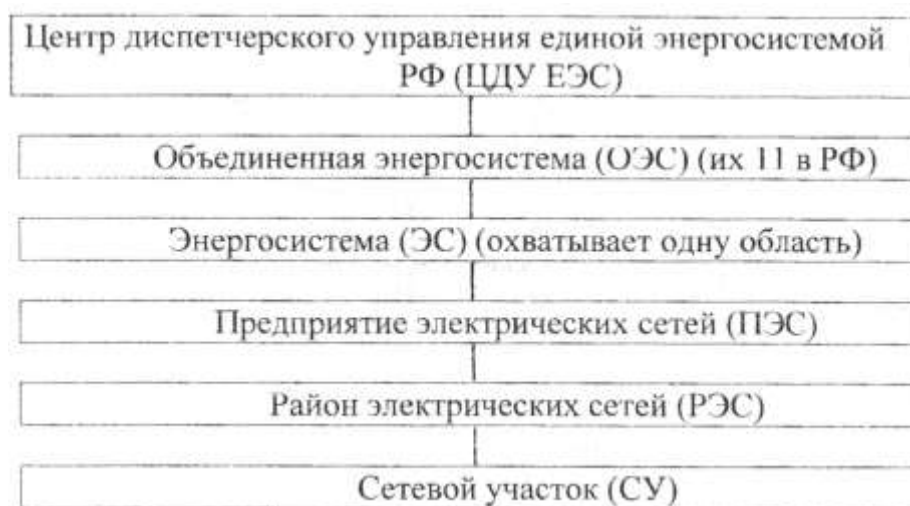 Центр диспетчерского управления единой энергосистемой
РФ (ЦДУ ЕЭС)
Объединенная энергосистема (ОЭС) (их 11 в РФ)
Энергосистема (ЭС) (охватывает одну область)
Предприятие электрических сетей (ПЭС)
Район электрических сетей (РЭС)
Сетевой участок (СУ)